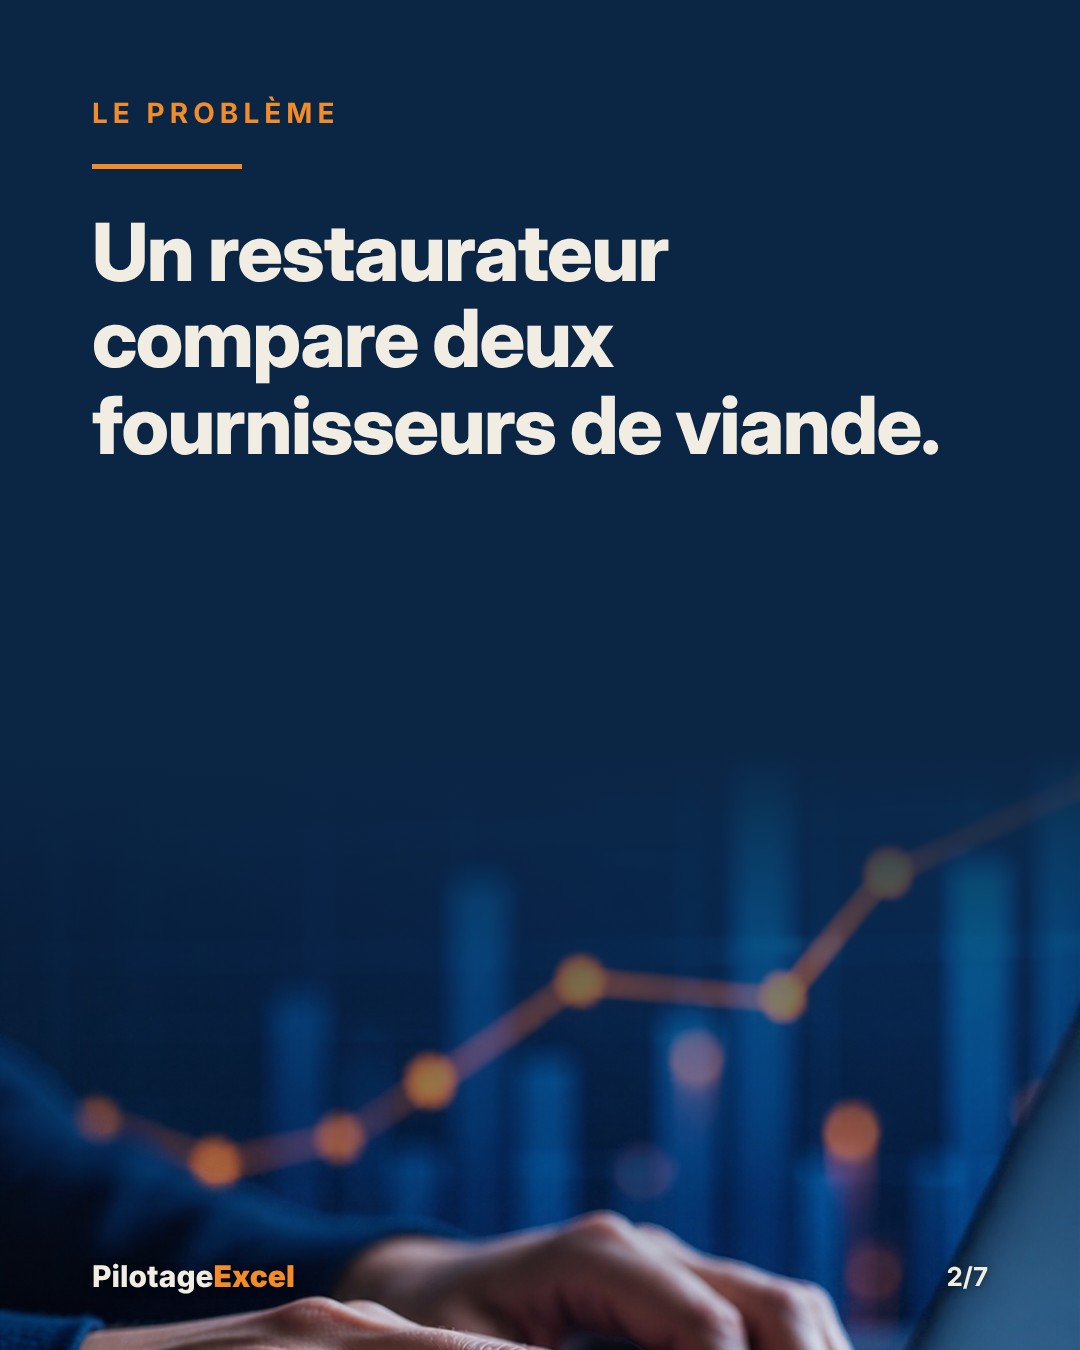 LE PROBLÈME
Un restaurateur
compare deux
fournisseurs de viande.
PilotageExcel
2/7